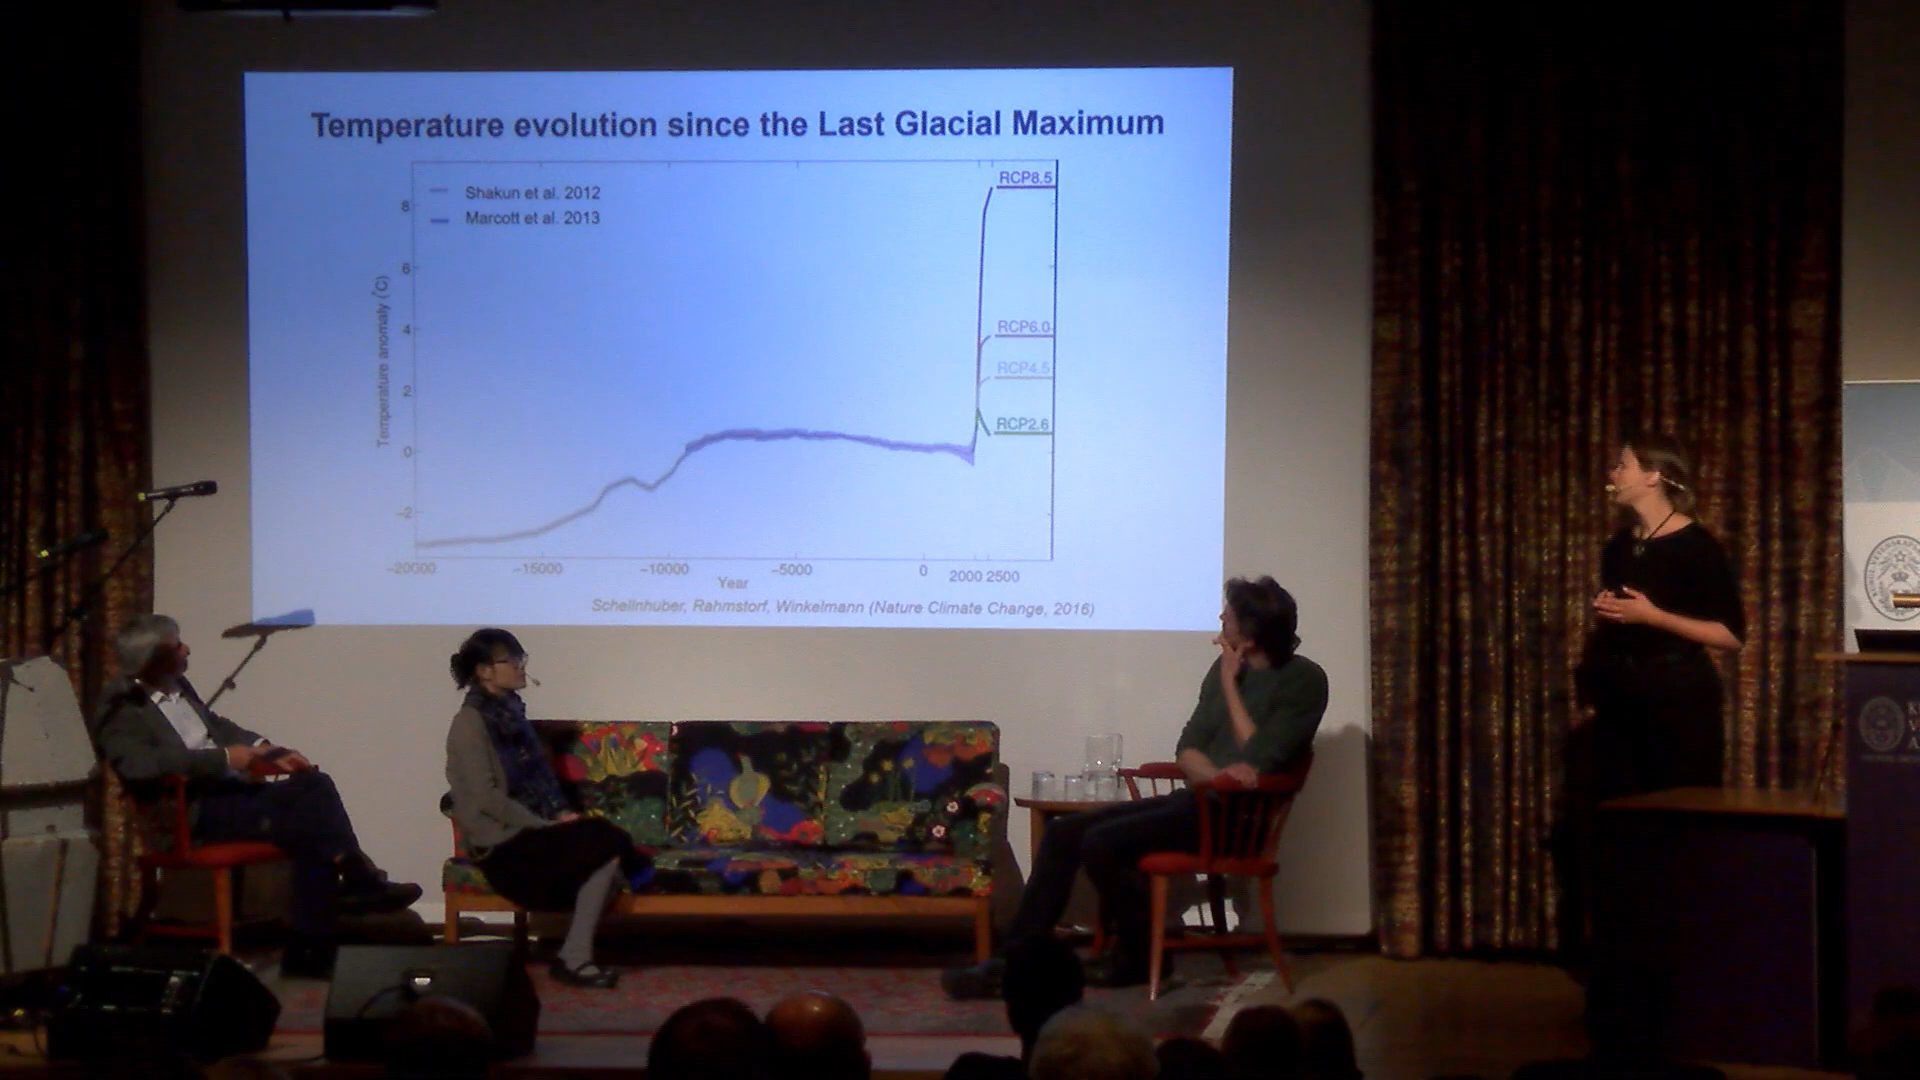 Temperature evolution since the Last Glacial Maximum
Shakun et al. 2012
Marcott et al. 2013
RCP8.5
RCP6.0
RCP4.5
RCP2.6
Temperature anomaly (°C)
8
6
4
2
0
−2
−20000 −15000 −10000 −5000 0 2000 2500
Year
Schellnhuber, Rahmstorf, Winkelmann (Nature Climate Change, 2016)
K
V
A